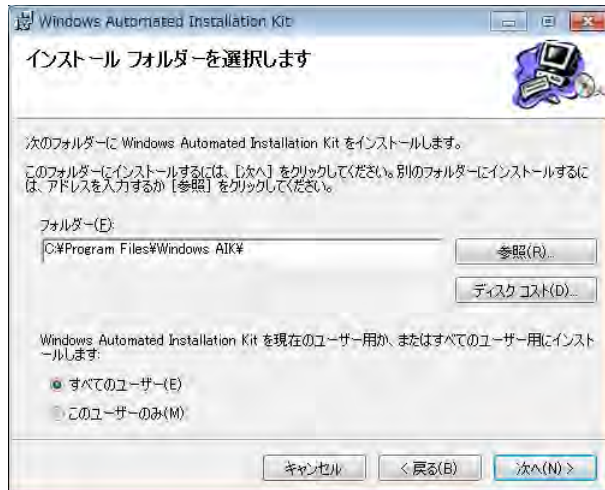 Windows Automated Installation Kit
インストール フォルダーを選択します
次のフォルダーに Windows Automated Installation Kit をインストールします。
このフォルダーにインストールするには、[次へ] をクリックしてください。別のフォルダーにインストールするに
は、アドレスを入力するか [参照] をクリックしてください。
フォルダー(F):
C:¥Program Files¥Windows AIK¥
参照(R)...
ディスク コスト(D)...
Windows Automated Installation Kit を現在のユーザー用か、またはすべてのユーザー用にインスト
ールします:
すべてのユーザー(E)
このユーザーのみ(M)
キャンセル
< 戻る(B)
次へ(N) >